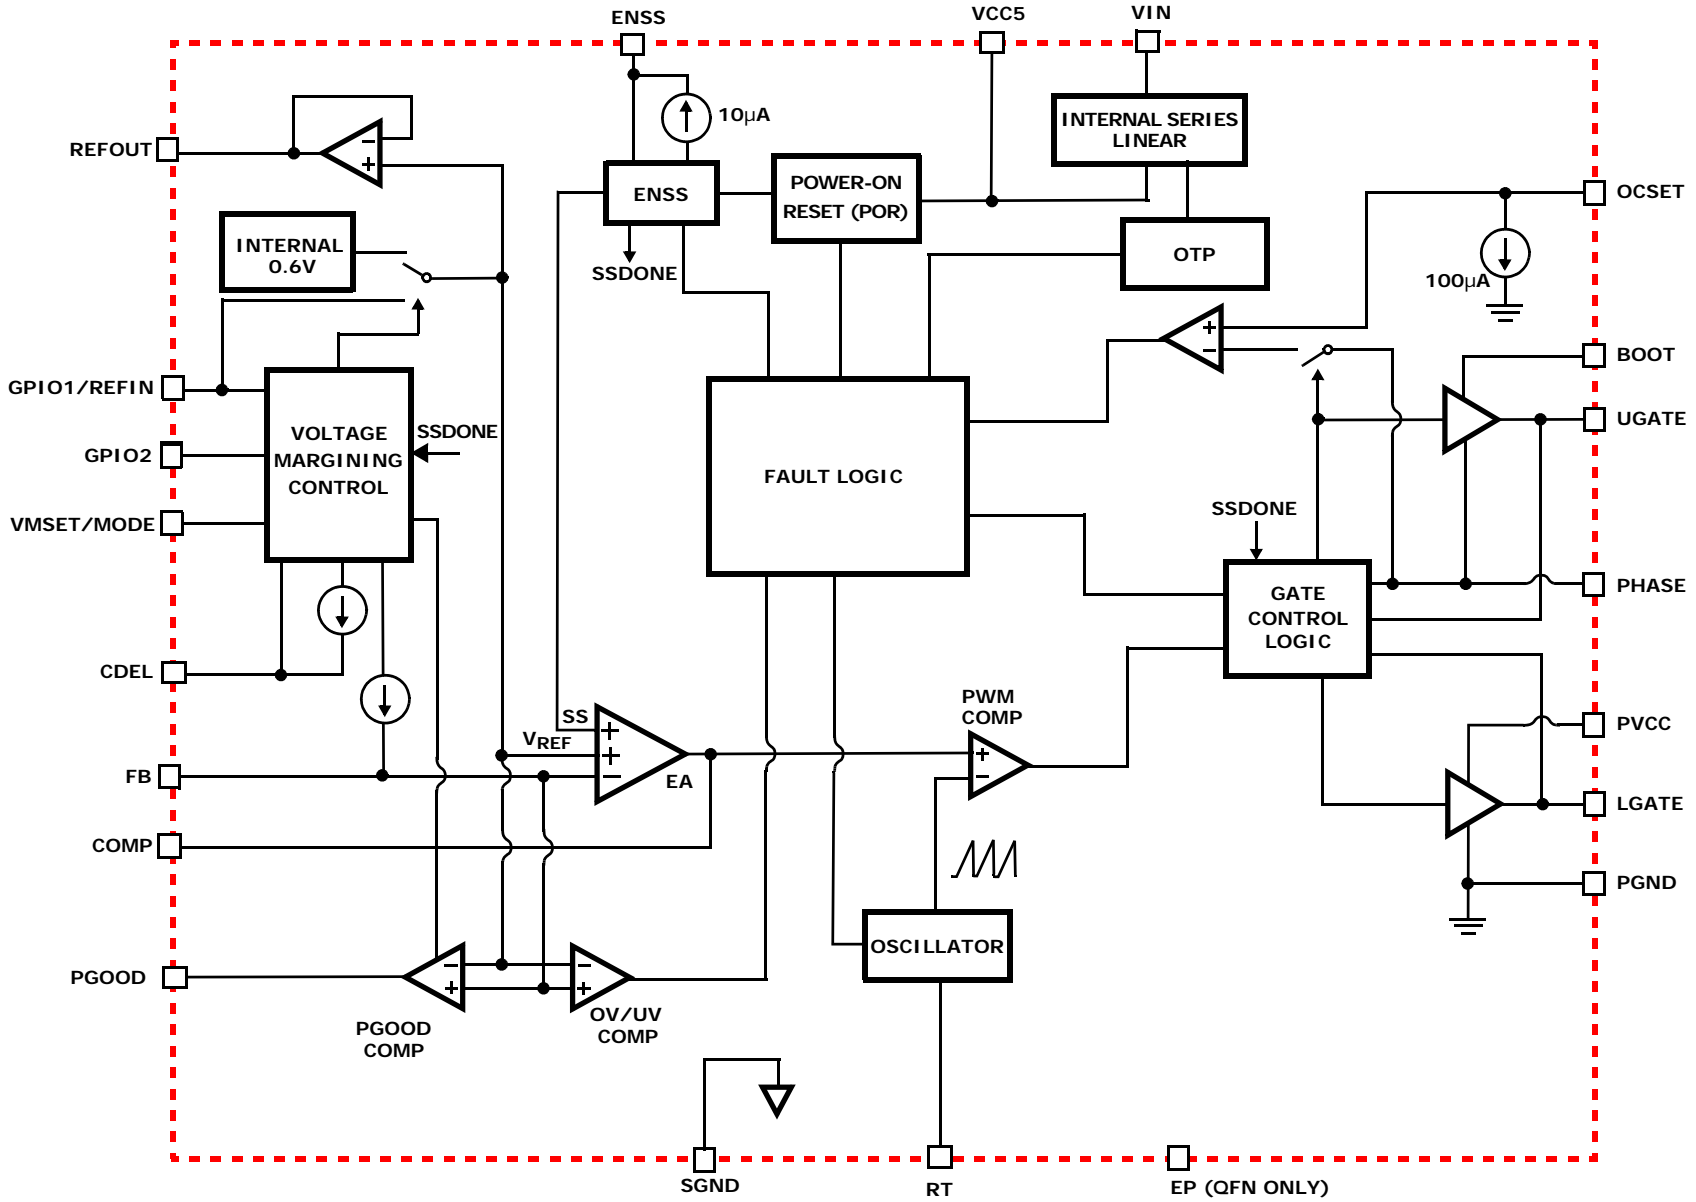 ENSS
VCC5
VIN
REFOUT
10µA
INTERNAL SERIES
LINEAR
ENSS
POWER-ON
RESET (POR)
OCSET
INTERNAL
0.6V
SSDONE
OTP
100µA
BOOT
GPIO1/REFIN
UGATE
VOLTAGE
MARGINING
CONTROL
SSDONE
GPIO2
FAULT LOGIC
VMSET/MODE
SSDONE
GATE
CONTROL
LOGIC
PHASE
CDEL
PWM
COMP
SS
VREF
EA
PVCC
FB
COMP
LGATE
PGND
OSCILLATOR
PGOOD
PGOOD
COMP
OV/UV
COMP
SGND
RT
EP (QFN ONLY)